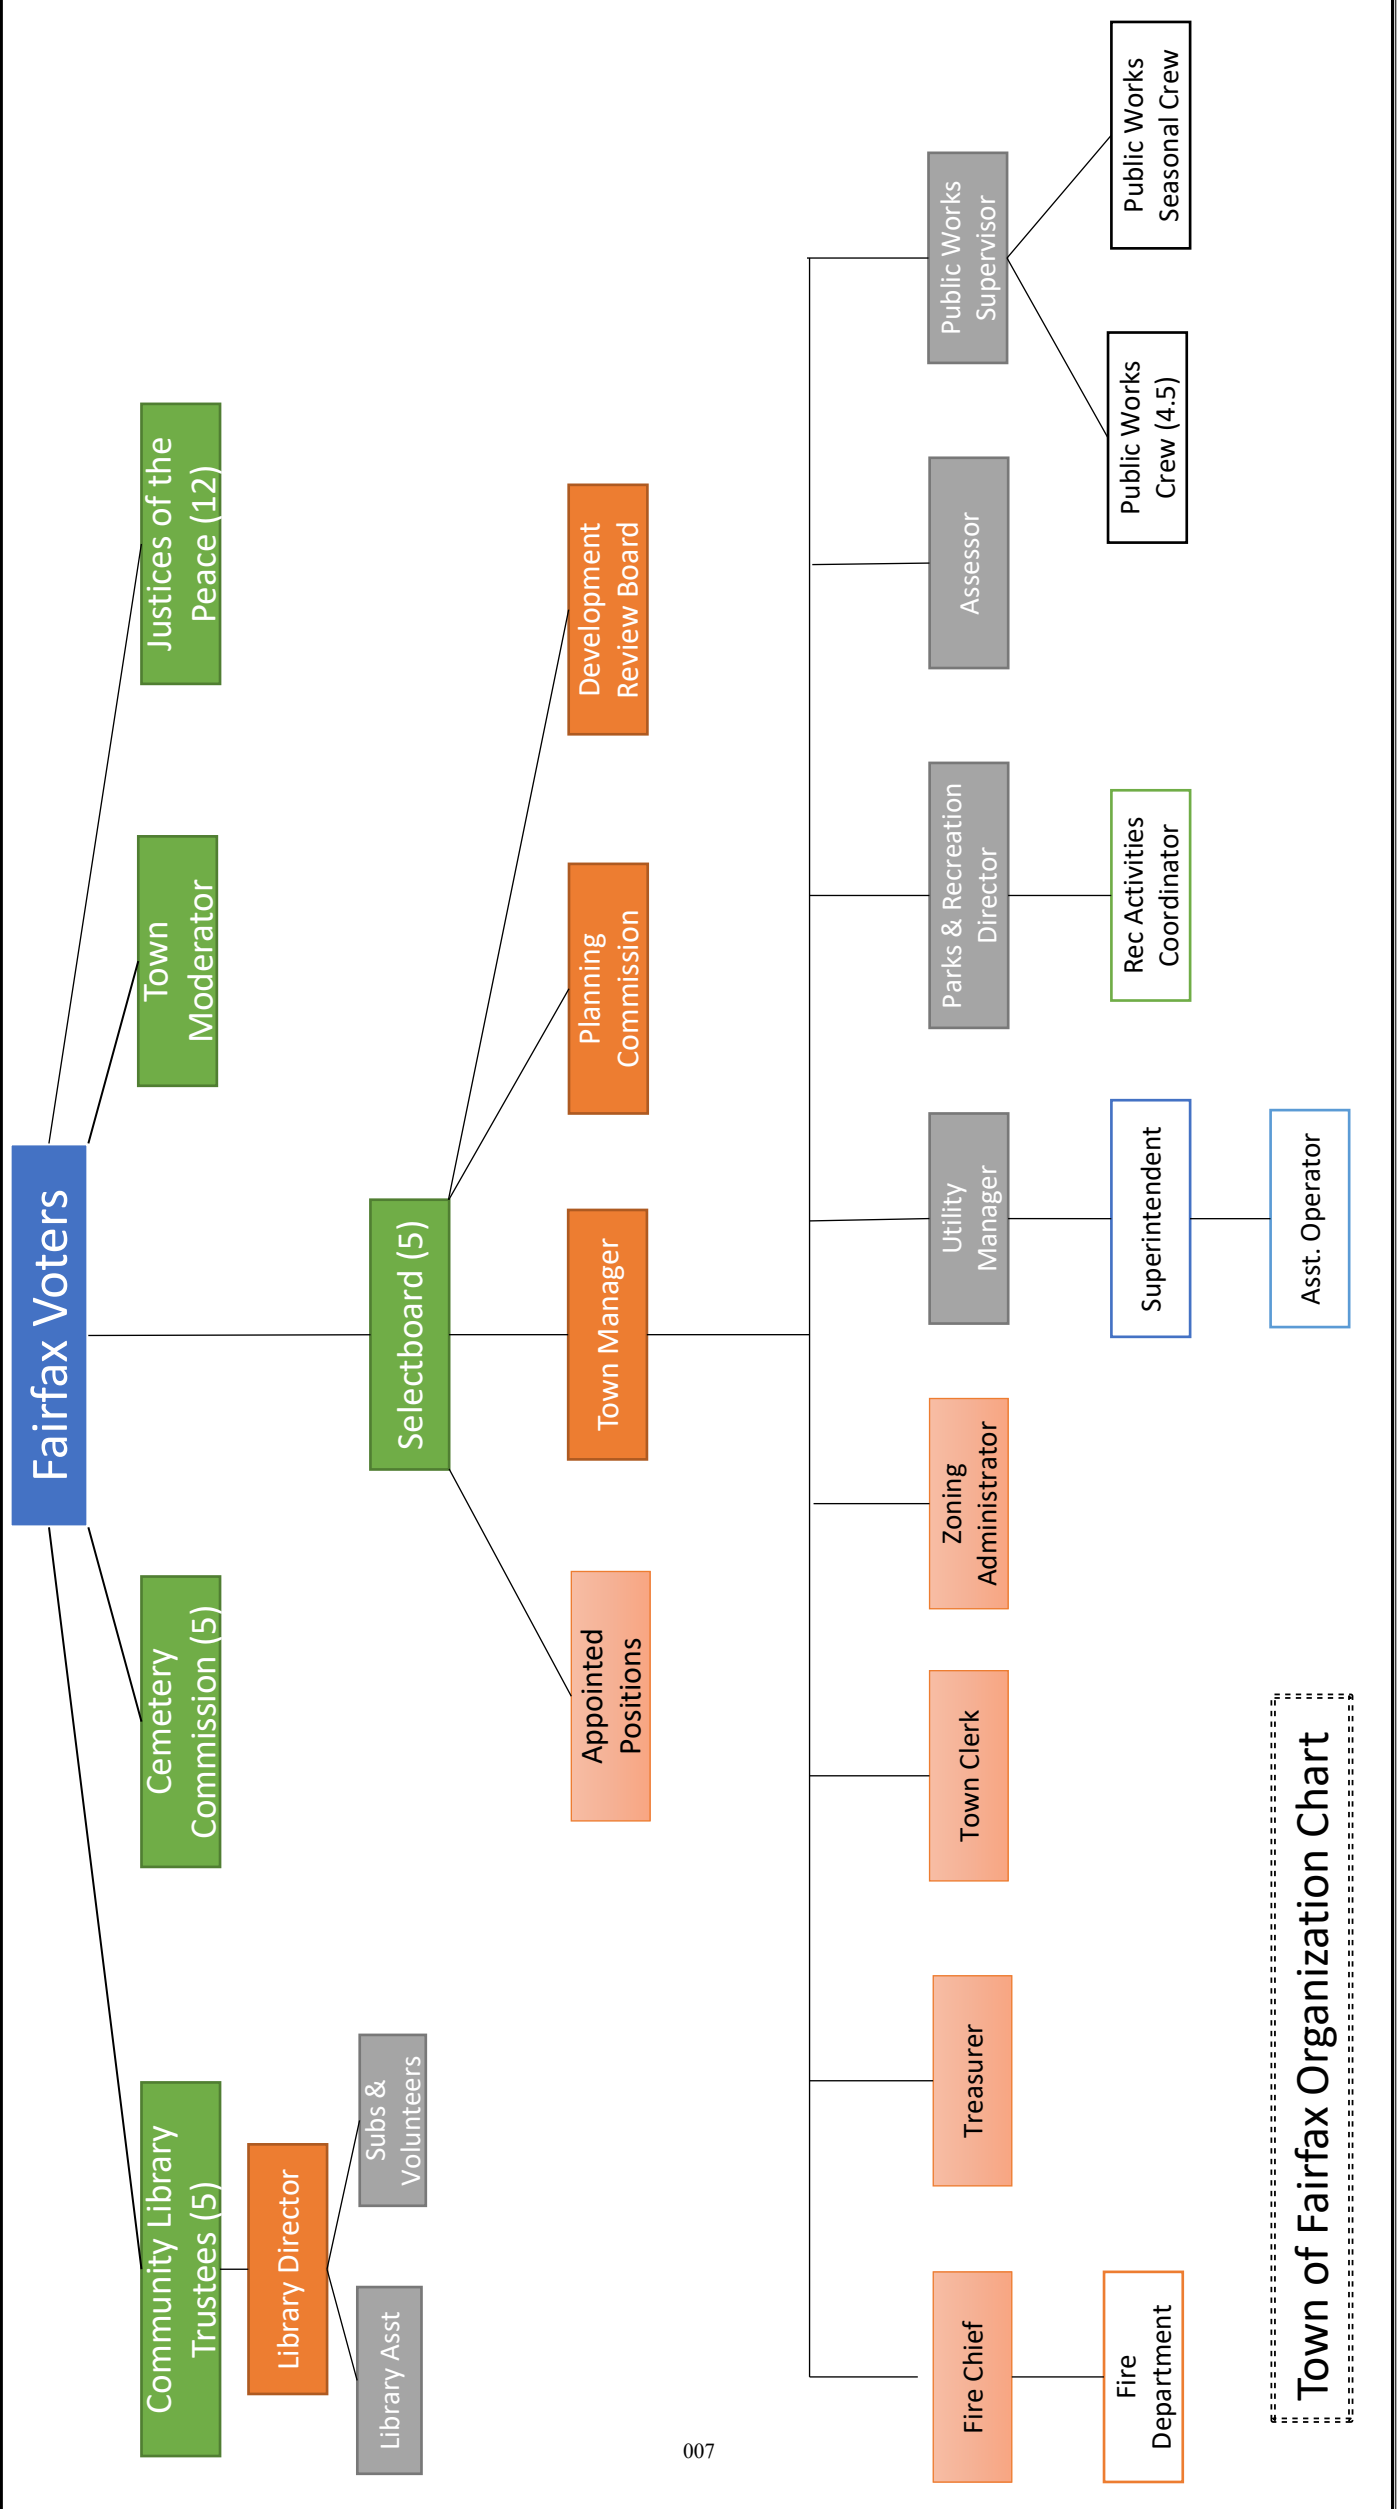 Fairfax Voters
Community Library
Trustees (5)
Cemetery
Commission (5)
Town
Moderator
Justices of the
Peace (12)
Library Director
Library Asst
Subs &
Volunteers
Selectboard (5)
Appointed
Positions
Town Manager
Planning
Commission
Development
Review Board
Fire Chief
Treasurer
Town Clerk
Zoning
Administrator
Utility
Manager
Parks & Recreation
Director
Assessor
Public Works
Supervisor
Fire
Department
Superintendent
Rec Activities
Coordinator
Public Works
Crew (4.5)
Public Works
Seasonal Crew
Asst. Operator
Town of Fairfax Organization Chart
007